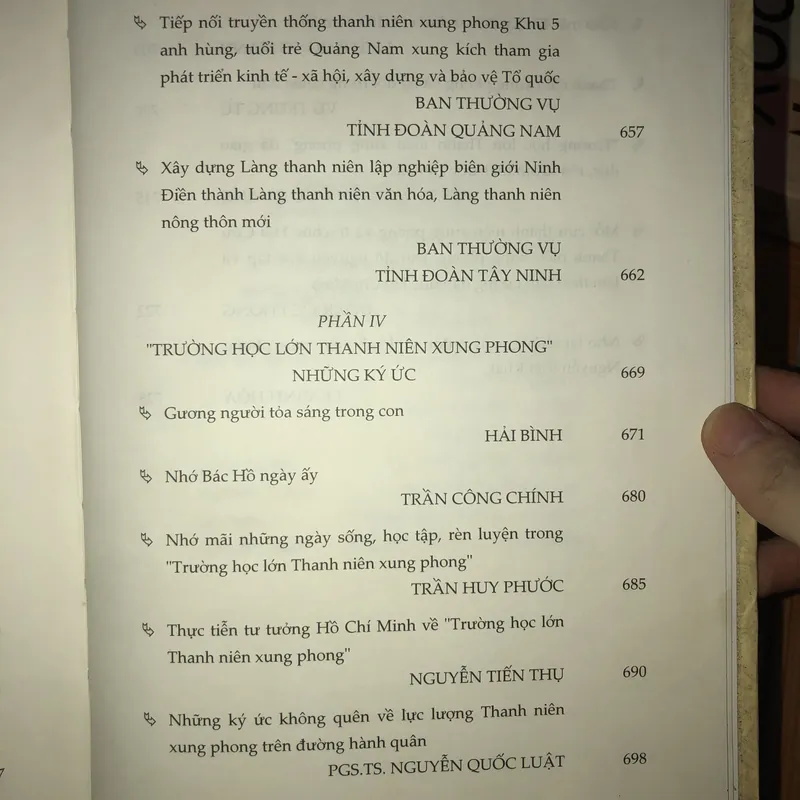 Tiếp nối truyền thống thanh niên xung phong Khu 5
anh hùng, tuổi trẻ Quảng Nam xung kích tham gia
phát triển kinh tế - xã hội, xây dựng và bảo vệ Tổ quốc
BAN THƯỜNG VỤ
TỈNH ĐOÀN QUẢNG NAM 657
Xây dựng Làng thanh niên lập nghiệp biên giới Ninh
Điền thành Làng thanh niên văn hóa, Làng thanh niên
nông thôn mới
BAN THƯỜNG VỤ
TỈNH ĐOÀN TÂY NINH 662
PHẦN IV
"TRƯỜNG HỌC LỚN THANH NIÊN XUNG PHONG"
NHỮNG KÝ ỨC 669
Gương người tỏa sáng trong con
HẢI BÌNH 671
Nhớ Bác Hồ ngày ấy
TRẦN CÔNG CHÍNH 680
Nhớ mãi những ngày sống, học tập, rèn luyện trong
"Trường học lớn Thanh niên xung phong"
TRẦN HUY PHƯỚC 685
Thực tiễn tư tưởng Hồ Chí Minh về "Trường học lớn
Thanh niên xung phong"
NGUYỄN TIẾN THỤ 690
Những ký ức không quên về lực lượng Thanh niên
xung phong trên đường hành quân
PGS.TS. NGUYỄN QUỐC LUẬT 698